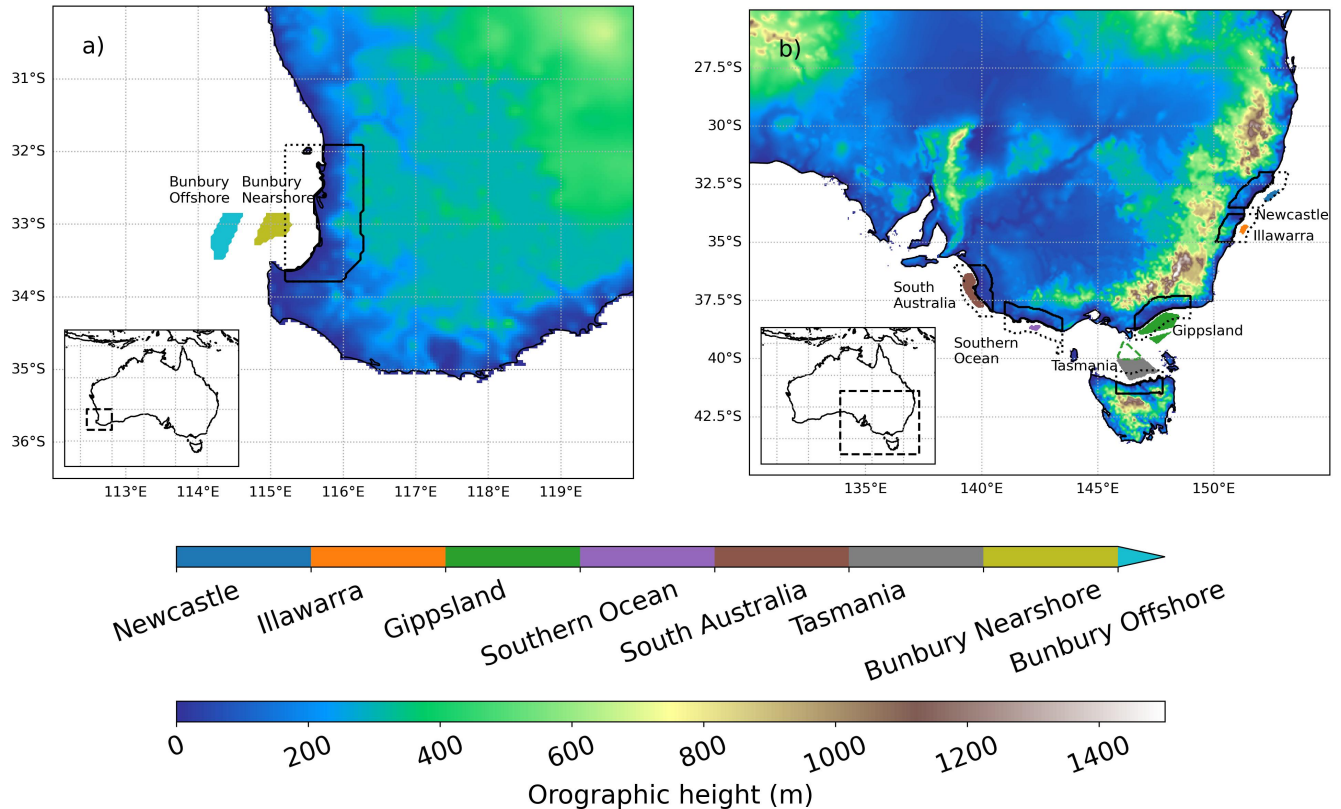 a)
31°S
32°S
33°S
34°S
35°S
36°S
Bunbury
Offshore
Bunbury
Nearshore
113°E
114°E
115°E
116°E
117°E
118°E
119°E
b)
27.5°S
30°S
32.5°S
35°S
37.5°S
40°S
42.5°S
Newcastle
Illawarra
South
Australia
Gippsland
Southern
Ocean
Tasmania
135°E
140°E
145°E
150°E
Newcastle
Illawarra
Gippsland
Southern Ocean
South Australia
Tasmania
Bunbury Nearshore
Bunbury Offshore
0
200
400
600
800
1000
1200
1400
Orographic height (m)